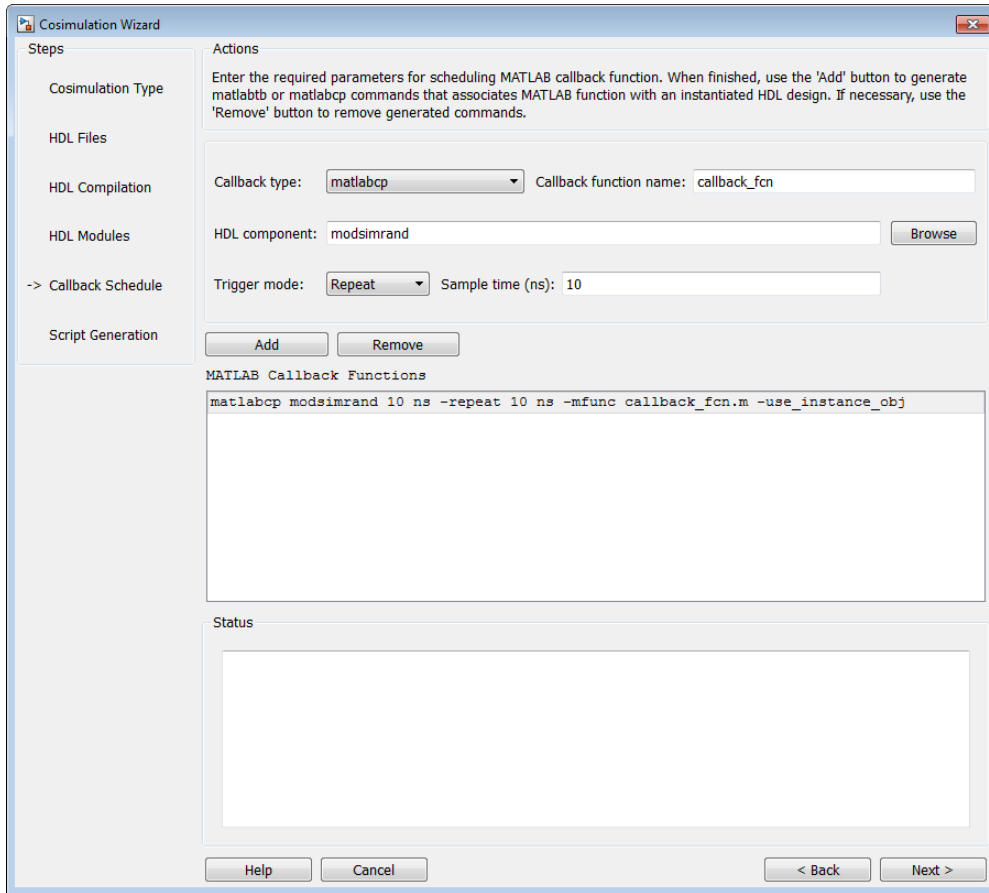 Cosimulation Wizard
Steps
Cosimulation Type
HDL Files
HDL Compilation
HDL Modules
-> Callback Schedule
Script Generation
Actions
Enter the required parameters for scheduling MATLAB callback function. When finished, use the 'Add' button to generate
matlabtb or matlabcp commands that associates MATLAB function with an instantiated HDL design. If necessary, use the
'Remove' button to remove generated commands.
Callback type: matlabcp Callback function name: callback_fcn
HDL component: modsimrand Browse
Trigger mode: Repeat Sample time (ns): 10
Add Remove
MATLAB Callback Functions
matlabcp modsimrand 10 ns -repeat 10 ns -mfunc callback_fcn.m -use_instance_obj
Status
Help Cancel < Back Next >